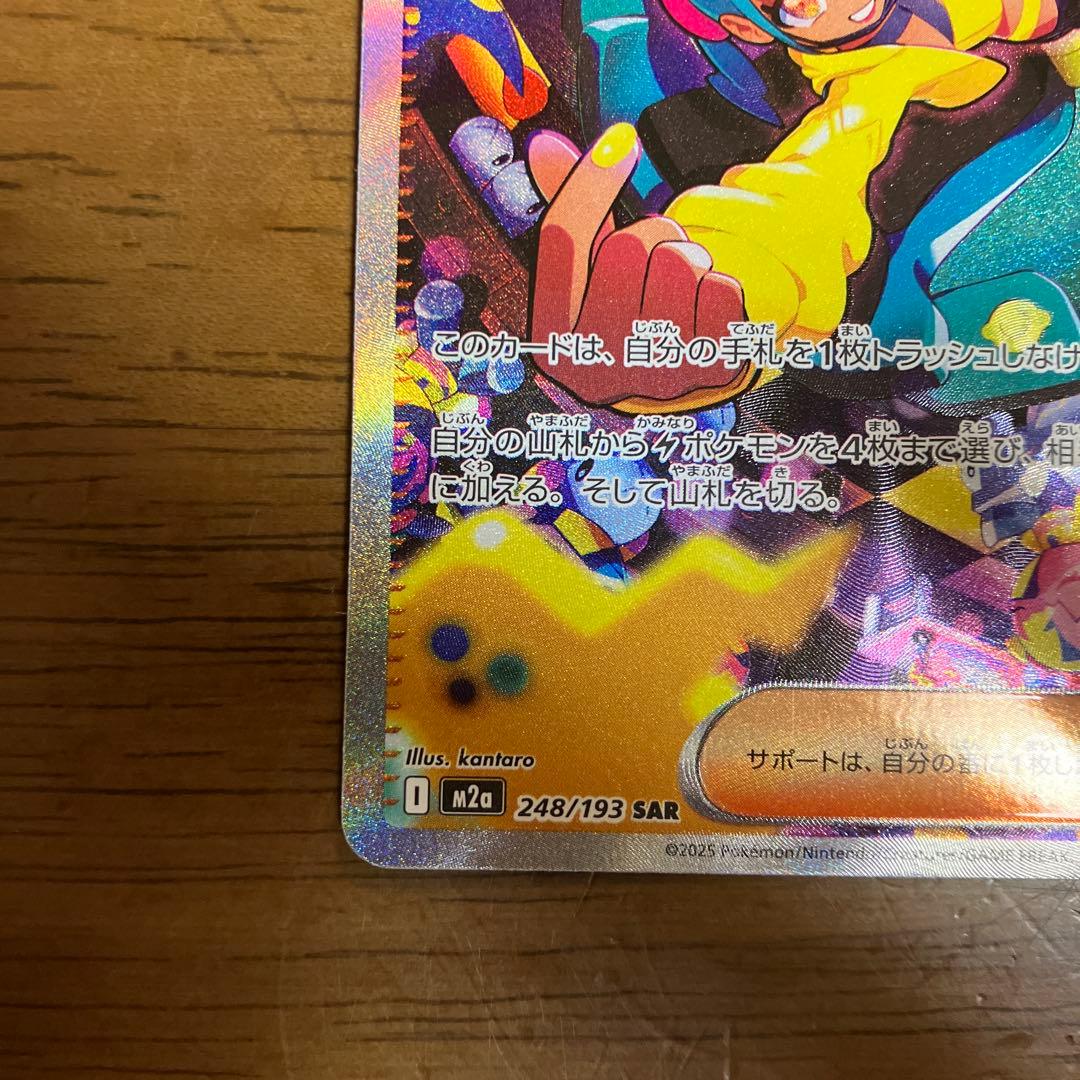 このカードは、自分の手札を1枚トラッシュしなけ
自分の山札から⚡ポケモンを4枚まで選び、相
に加える。そして山札を切る。
サポートは、自分の番に1枚し
Illus. kantaro
I m2a 248/193 SAR
©2025 Pokémon/Nintendo/Creatures/GAME FREAK